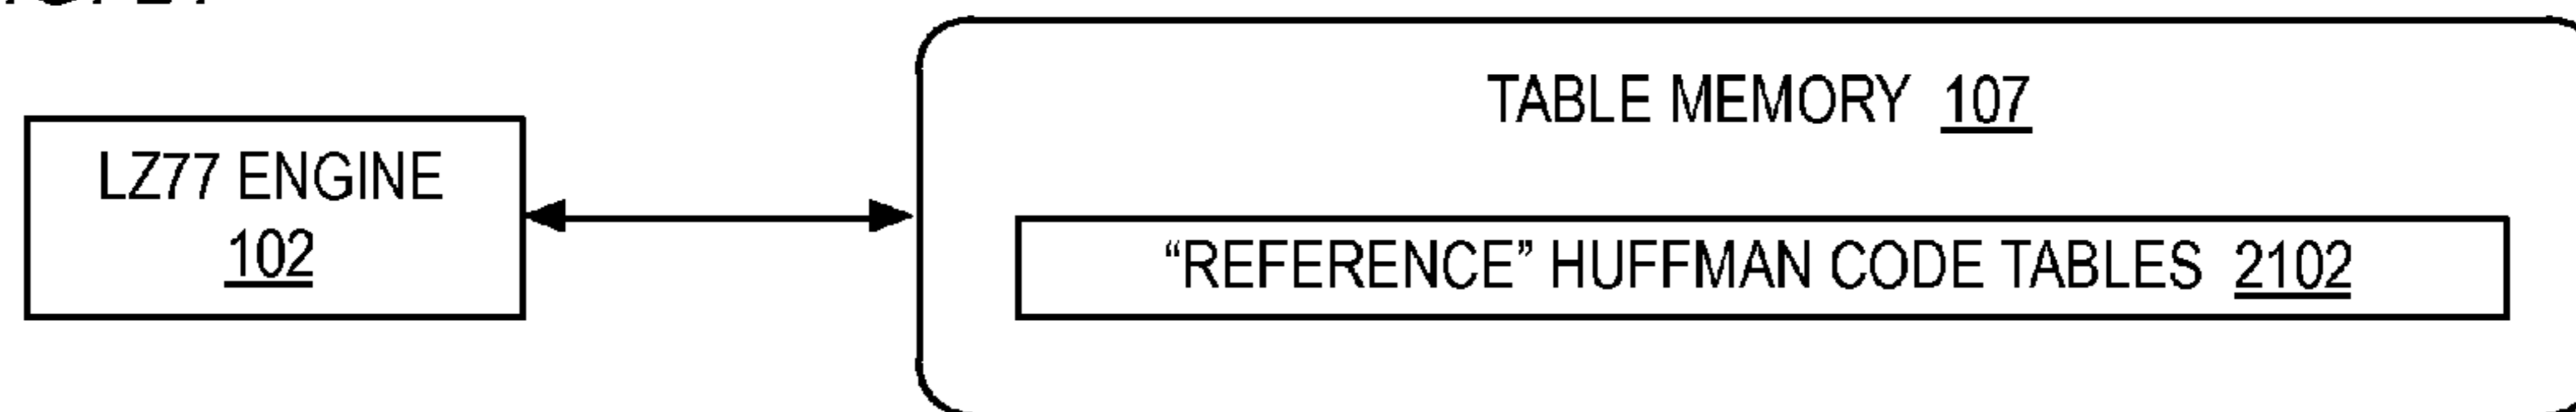 TABLE MEMORY 107
LZ77 ENGINE
102
“REFERENCE” HUFFMAN CODE TABLES 2102